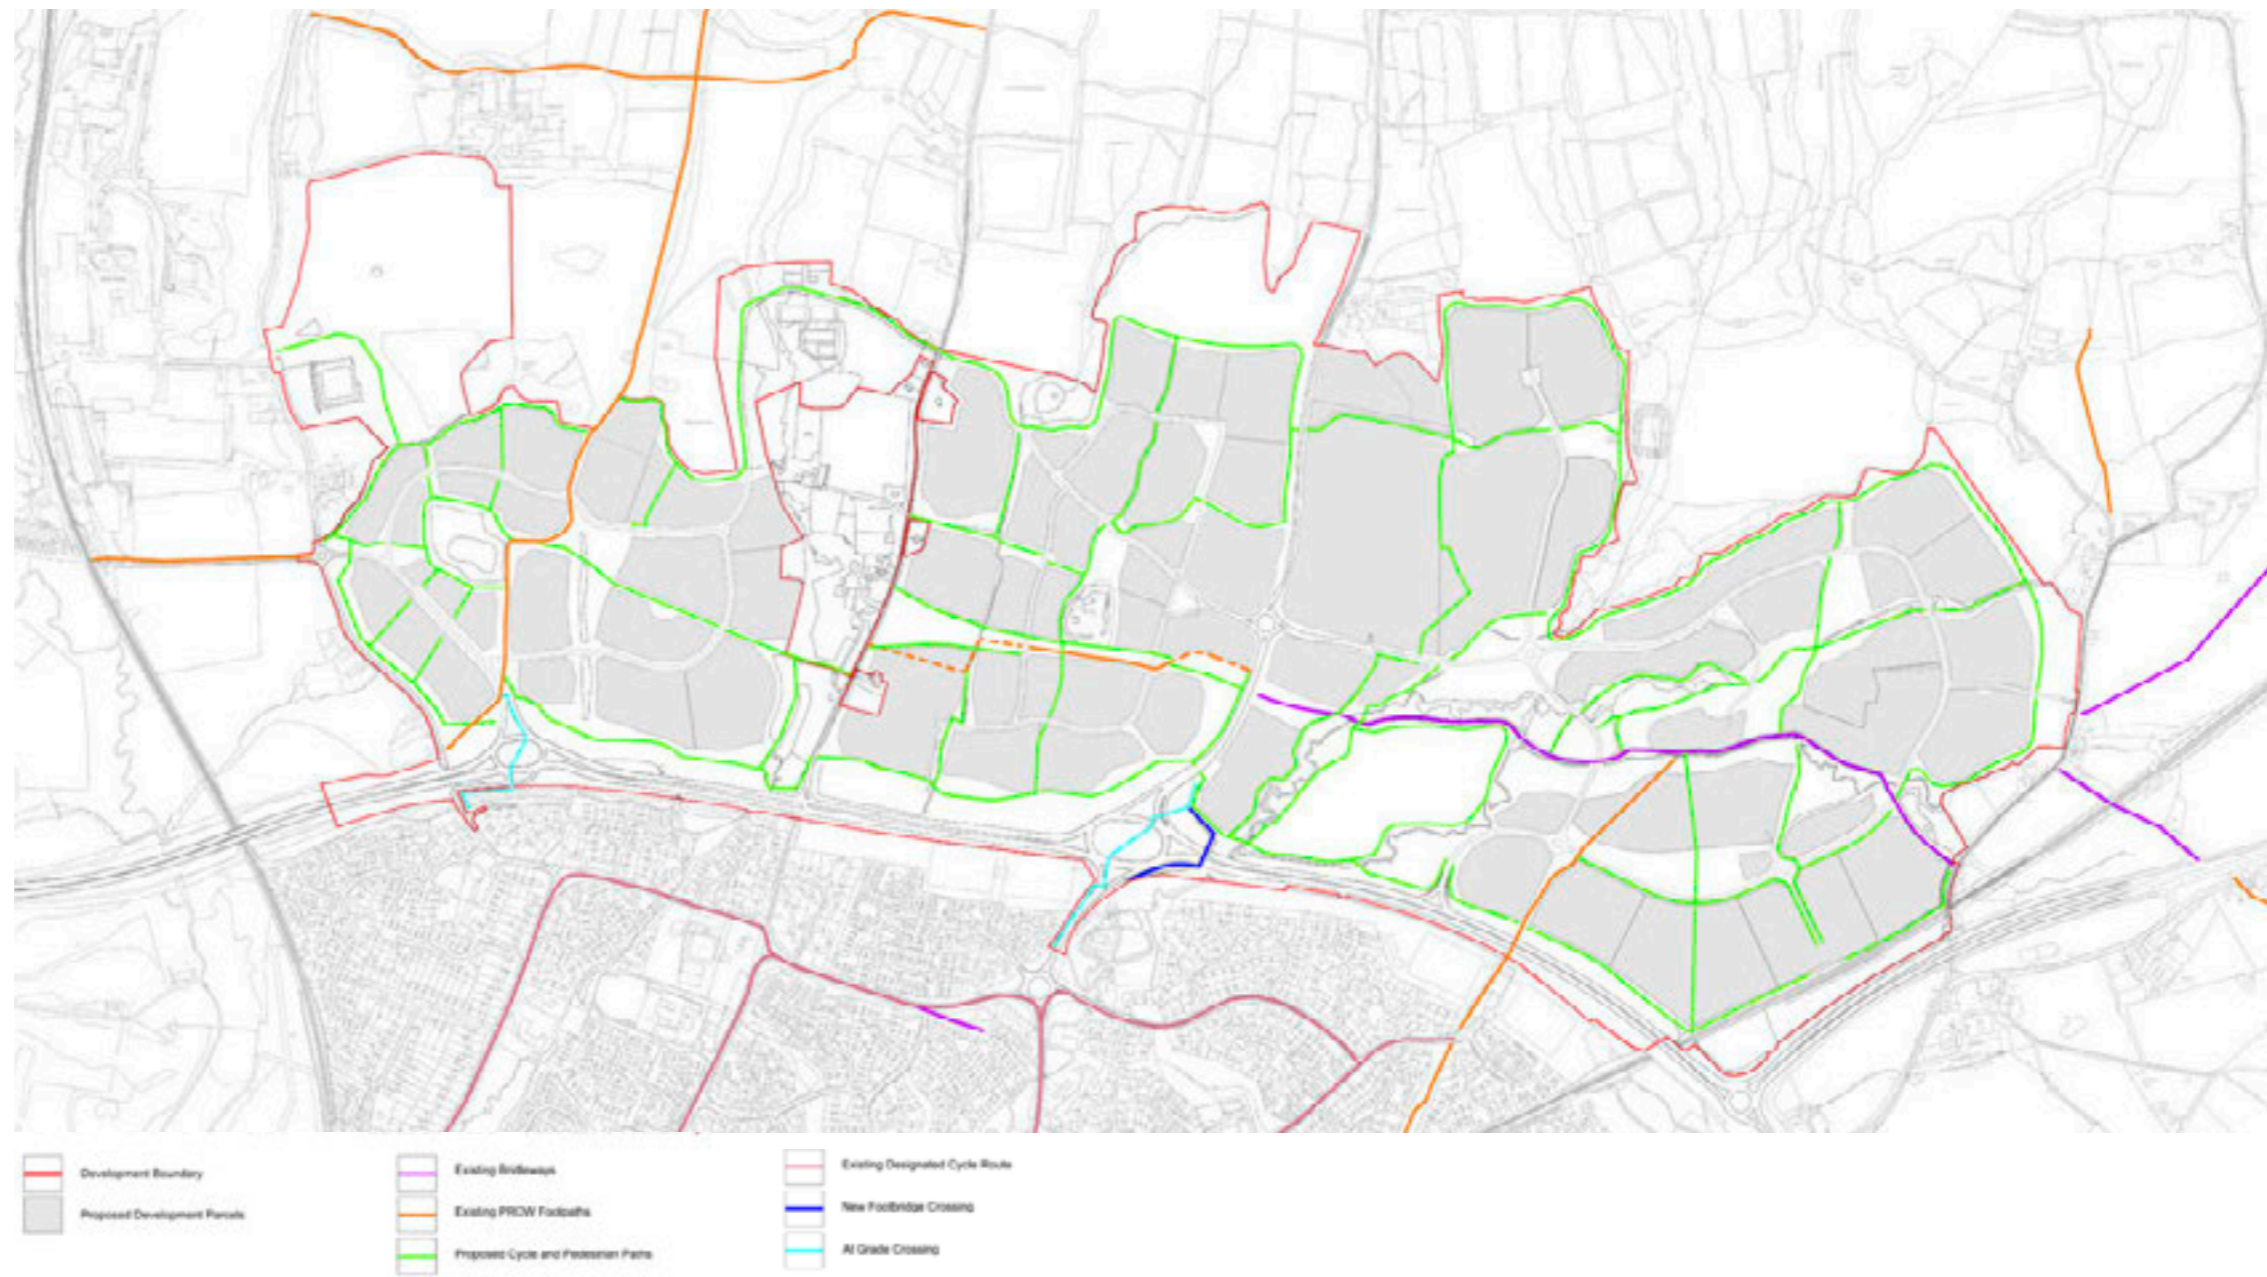 Development Boundary
Proposed Development Parcels
Existing Bridleways
Existing PROW Footpaths
Proposed Cycle and Pedestrian Paths
Existing Designated Cycle Route
New Footbridge Crossing
At Grade Crossing